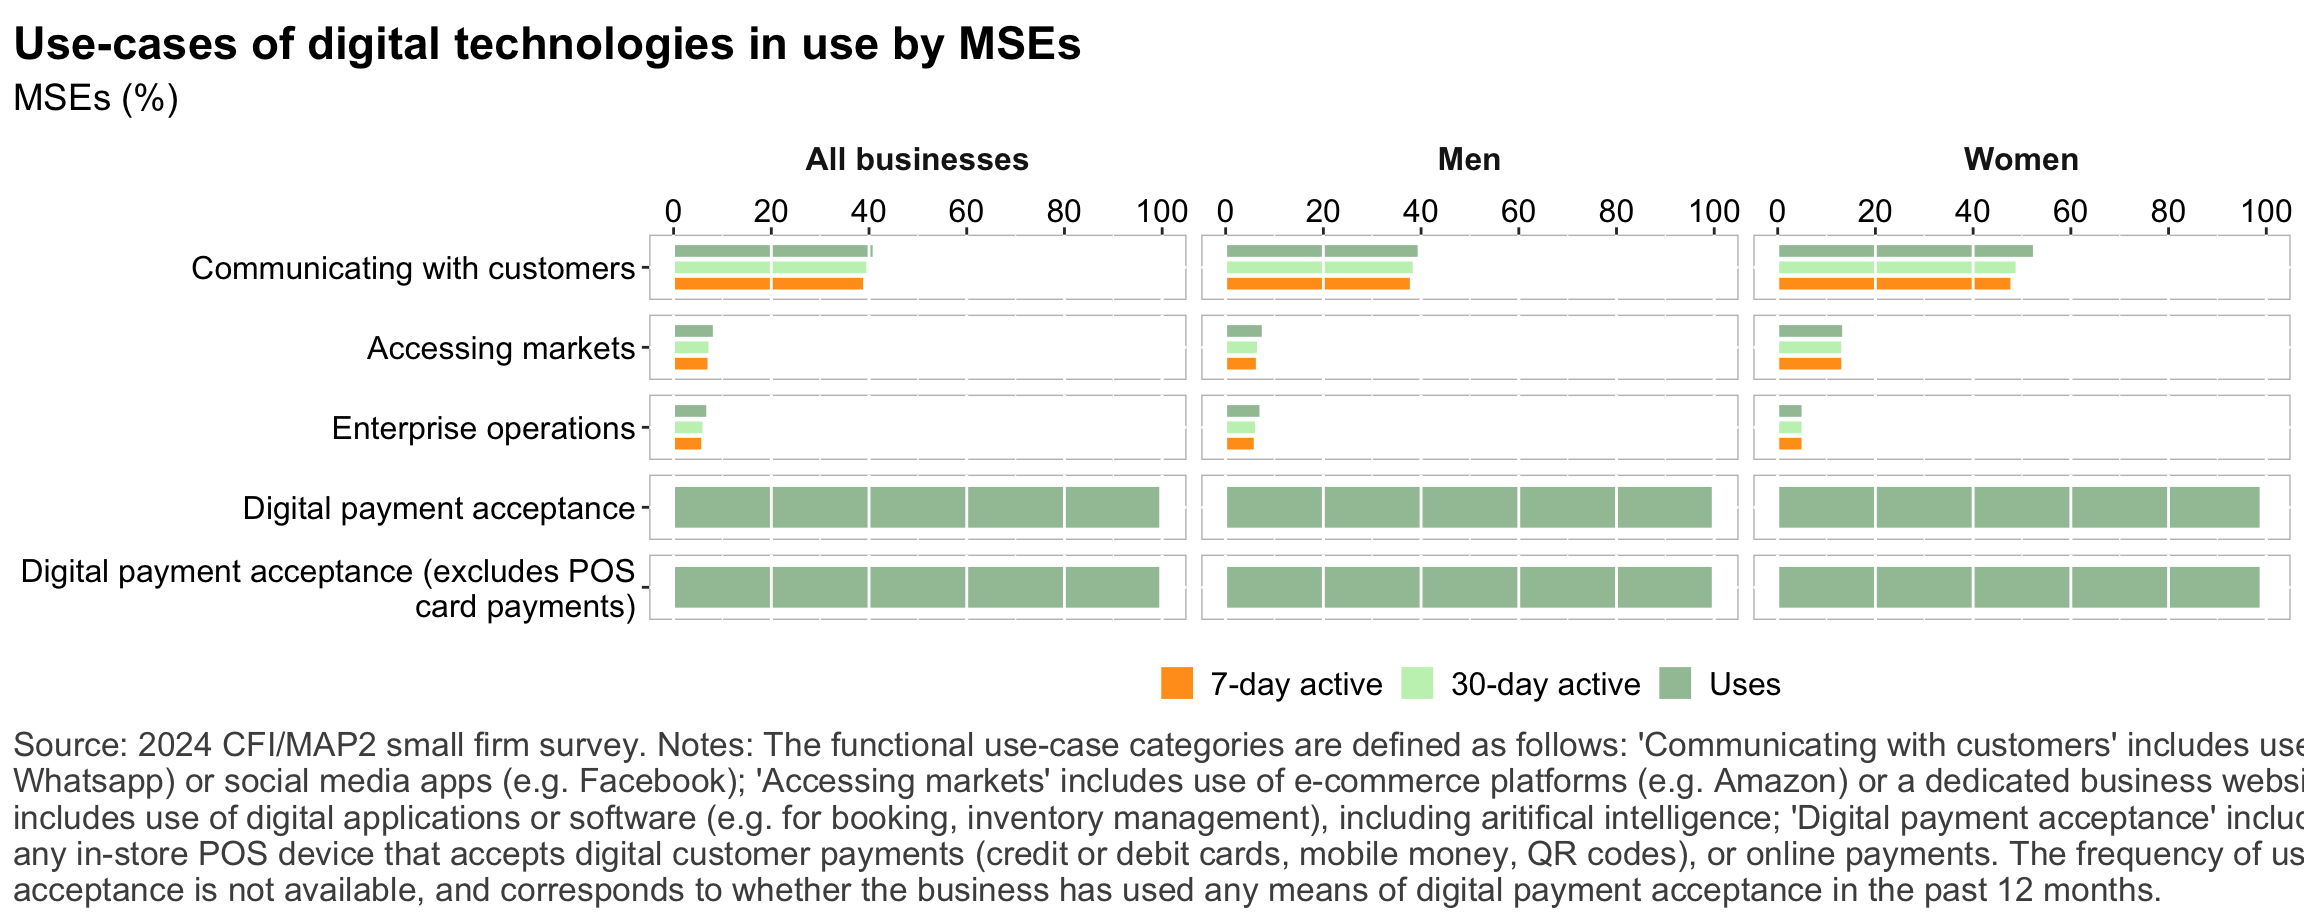 Use-cases of digital technologies in use by MSEs
MSEs (%)
All businesses
Men
Women
0 20 40 60 80 100
0 20 40 60 80 100
0 20 40 60 80 100
Communicating with customers
Accessing markets
Enterprise operations
Digital payment acceptance
Digital payment acceptance (excludes POS
card payments)
7-day active
30-day active
Uses
Source: 2024 CFI/MAP2 small firm survey. Notes: The functional use-case categories are defined as follows: 'Communicating with customers' includes use
Whatsapp) or social media apps (e.g. Facebook); 'Accessing markets' includes use of e-commerce platforms (e.g. Amazon) or a dedicated business websi
includes use of digital applications or software (e.g. for booking, inventory management), including aritifical intelligence; 'Digital payment acceptance' includ
any in-store POS device that accepts digital customer payments (credit or debit cards, mobile money, QR codes), or online payments. The frequency of us
acceptance is not available, and corresponds to whether the business has used any means of digital payment acceptance in the past 12 months.